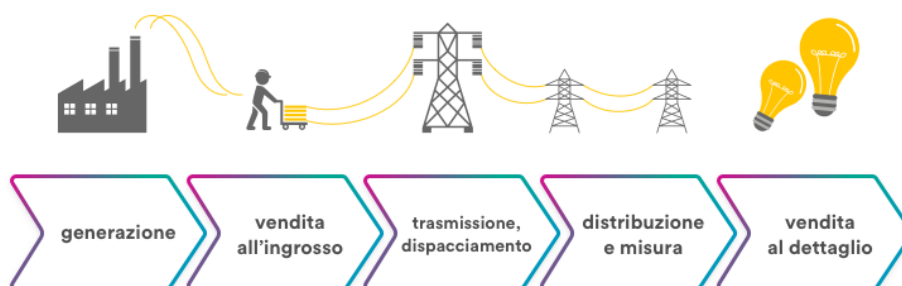 generazione
vendita
all'ingrosso
trasmissione,
dispacciamento
distribuzione
e misura
vendita
al dettaglio